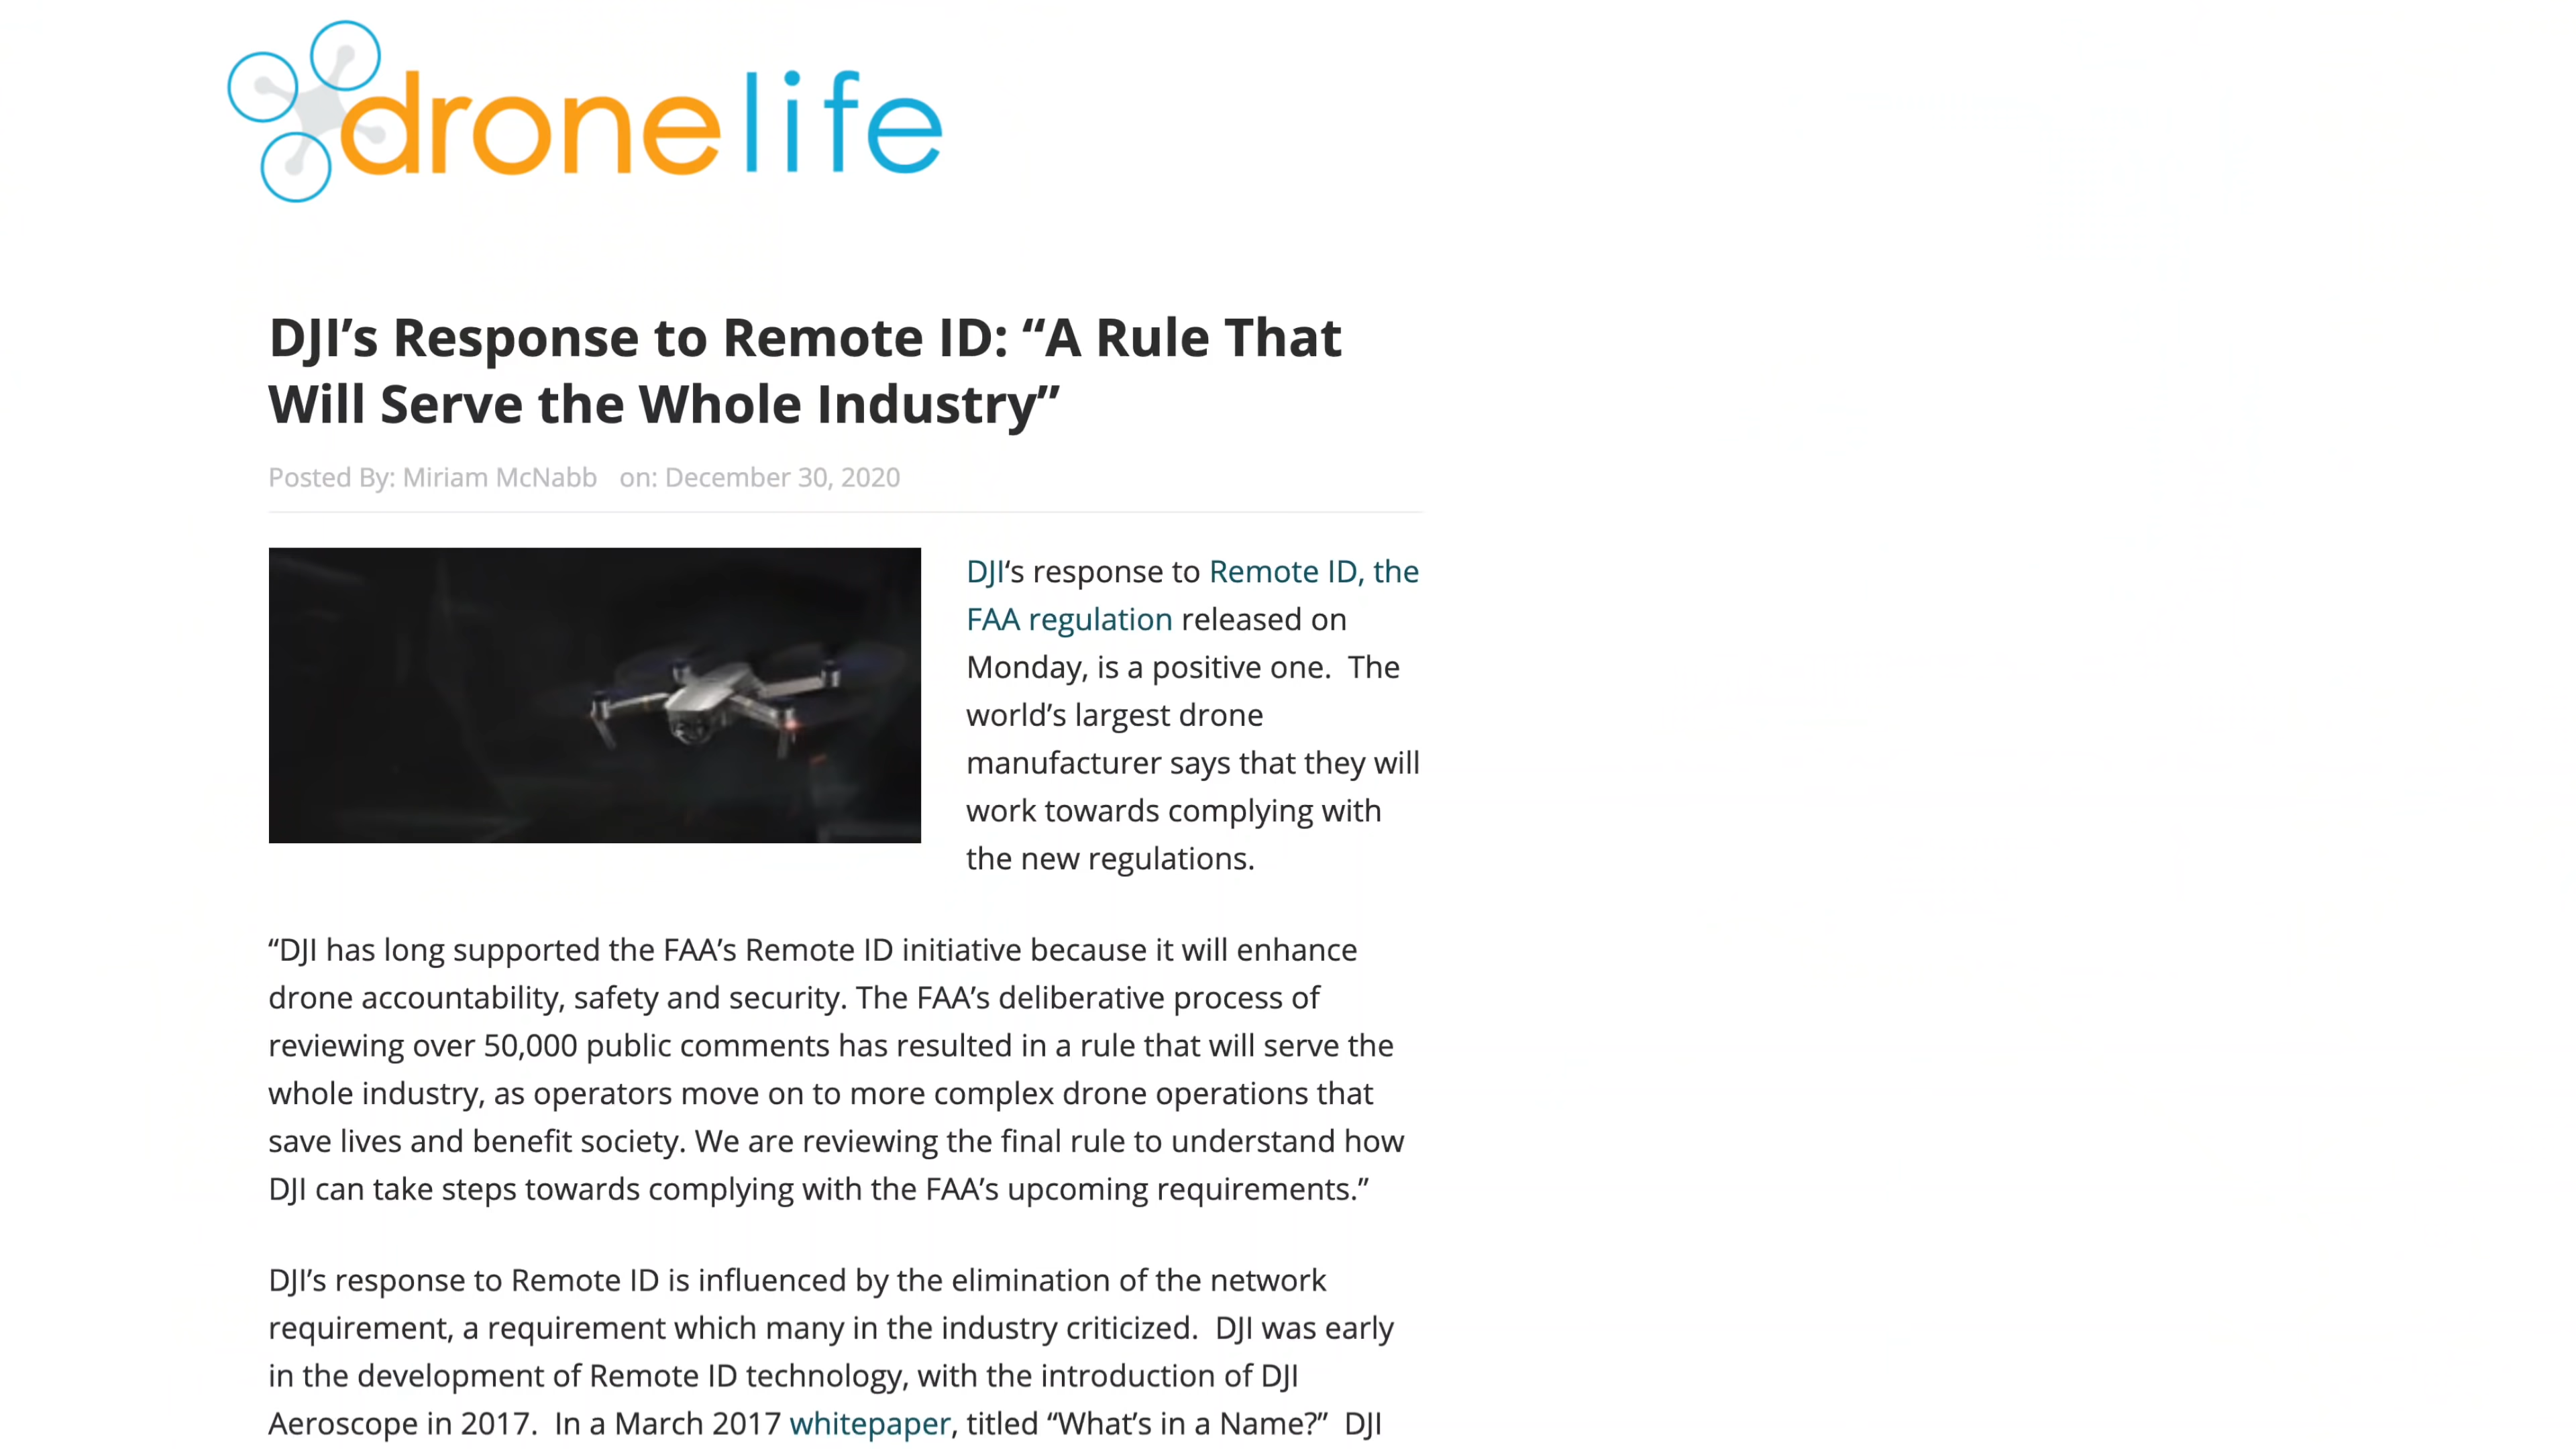 dronelife
DJI’s Response to Remote ID: “A Rule That
Will Serve the Whole Industry”
Posted By: Miriam McNabb on: December 30, 2020
DJI‘s response to Remote ID, the
FAA regulation released on
Monday, is a positive one. The
world’s largest drone
manufacturer says that they will
work towards complying with
the new regulations.
“DJI has long supported the FAA’s Remote ID initiative because it will enhance
drone accountability, safety and security. The FAA’s deliberative process of
reviewing over 50,000 public comments has resulted in a rule that will serve the
whole industry, as operators move on to more complex drone operations that
save lives and benefit society. We are reviewing the final rule to understand how
DJI can take steps towards complying with the FAA’s upcoming requirements.”
DJI’s response to Remote ID is influenced by the elimination of the network
requirement, a requirement which many in the industry criticized. DJI was early
in the development of Remote ID technology, with the introduction of DJI
Aeroscope in 2017. In a March 2017 whitepaper, titled “What’s in a Name?” DJI